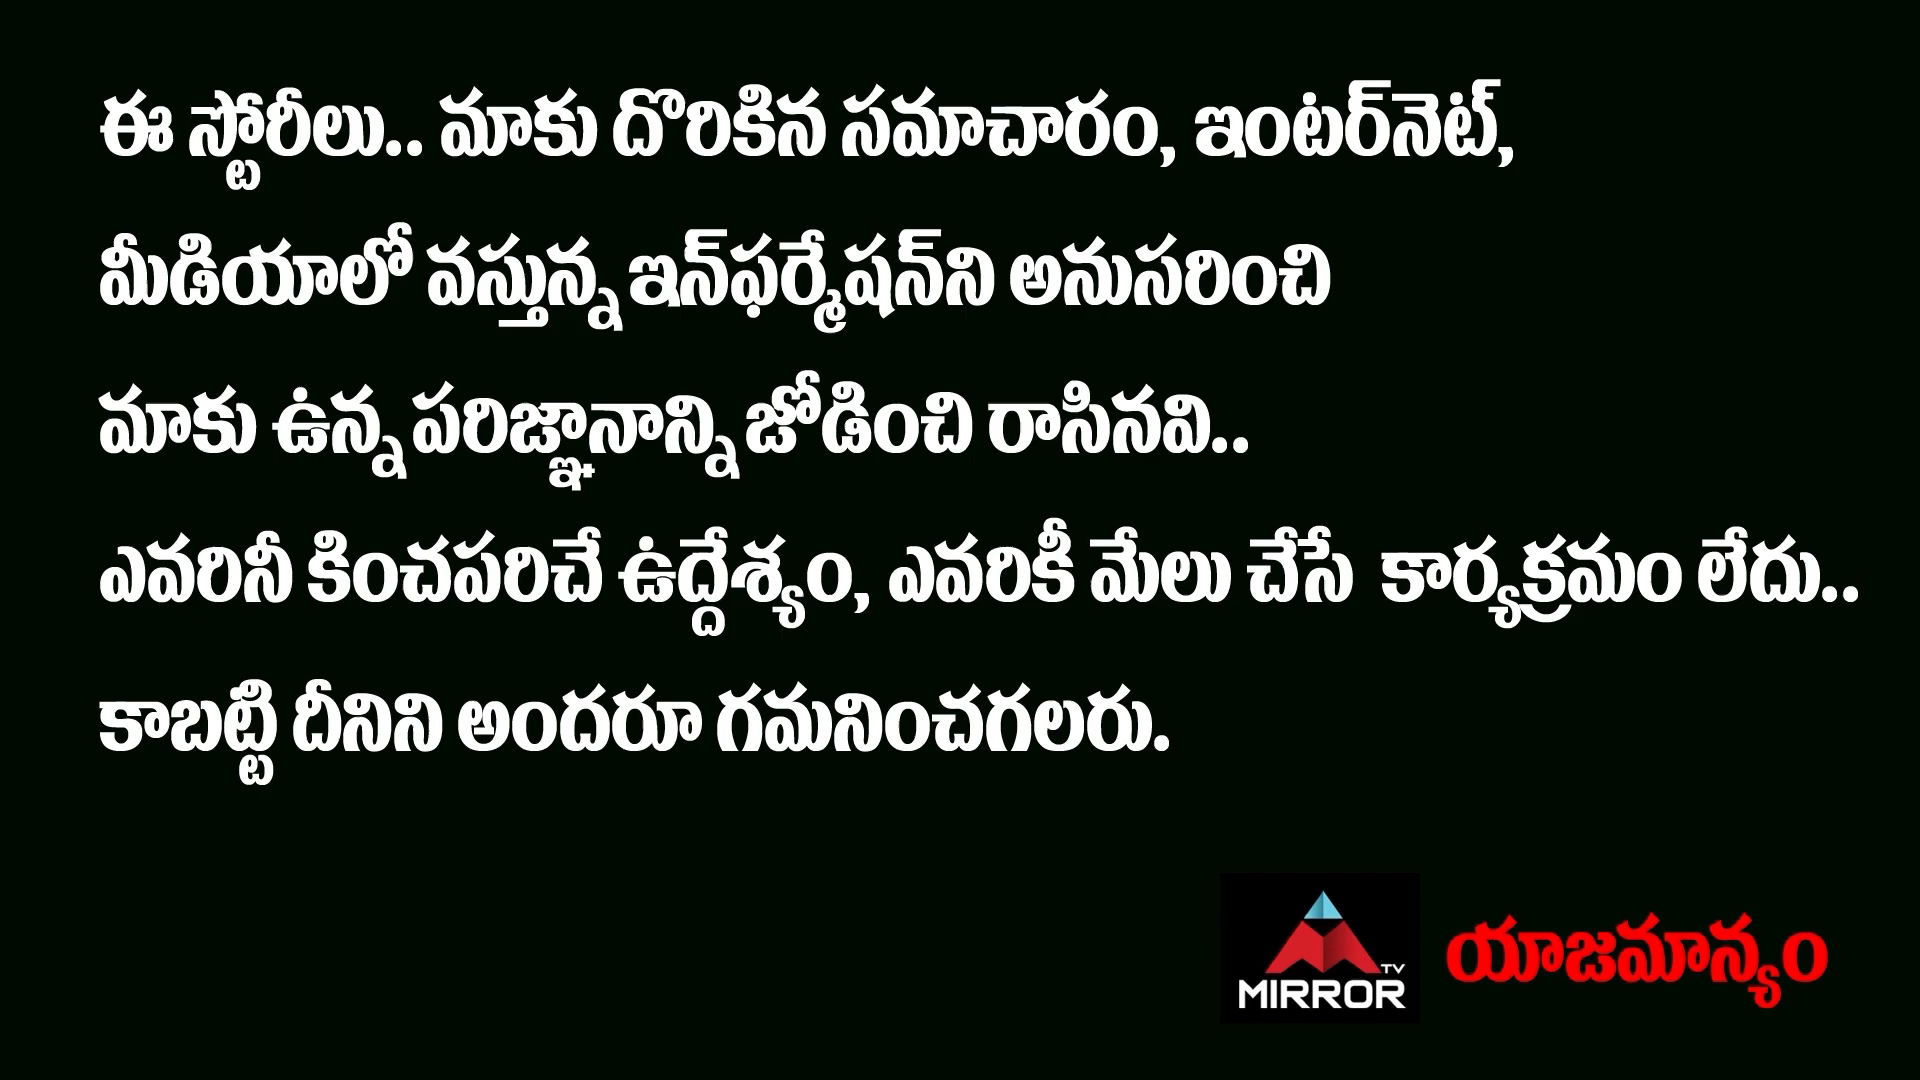 ఈ స్టోరీలు.. మాకు దొరికిన సమాచారం, ఇంటర్‌నెట్,
మీడియాలో వస్తున్న ఇన్‌ఫర్మేషన్‌ని అనుసరించి
మాకు ఉన్న పరిజ్ఞానాన్ని జోడించి రాసినవి..
ఎవరినీ కించపరిచే ఉద్దేశ్యం, ఎవరికీ మేలు చేసే కార్యక్రమం లేదు..
కాబట్టి దీనిని అందరూ గమనించగలరు.
TV
MIRROR
యాజమాన్యం